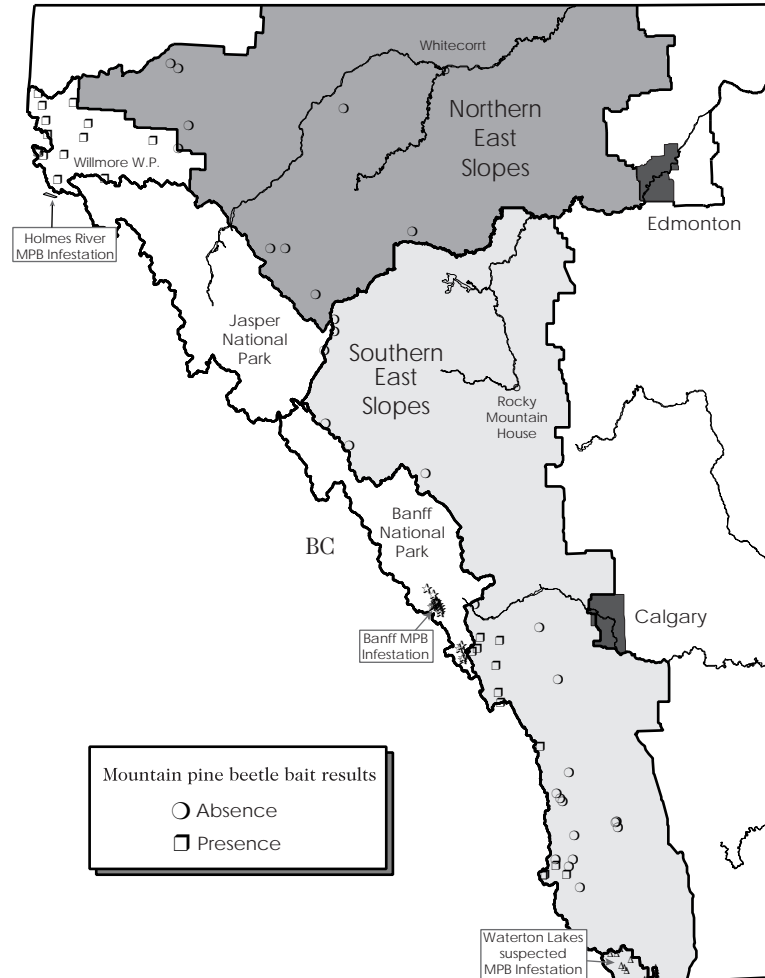 Whitecorrt
Northern
East
Slopes
Willmore W.P.
Edmonton
Holmes River
MPB Infestation
Jasper
National
Park
Southern
East
Slopes
Rocky
Mountain
House
Banff
National
Park
BC
Calgary
Banff MPB
Infestation
Mountain pine beetle bait results
Absence
Presence
Waterton Lakes
suspected
MPB Infestation